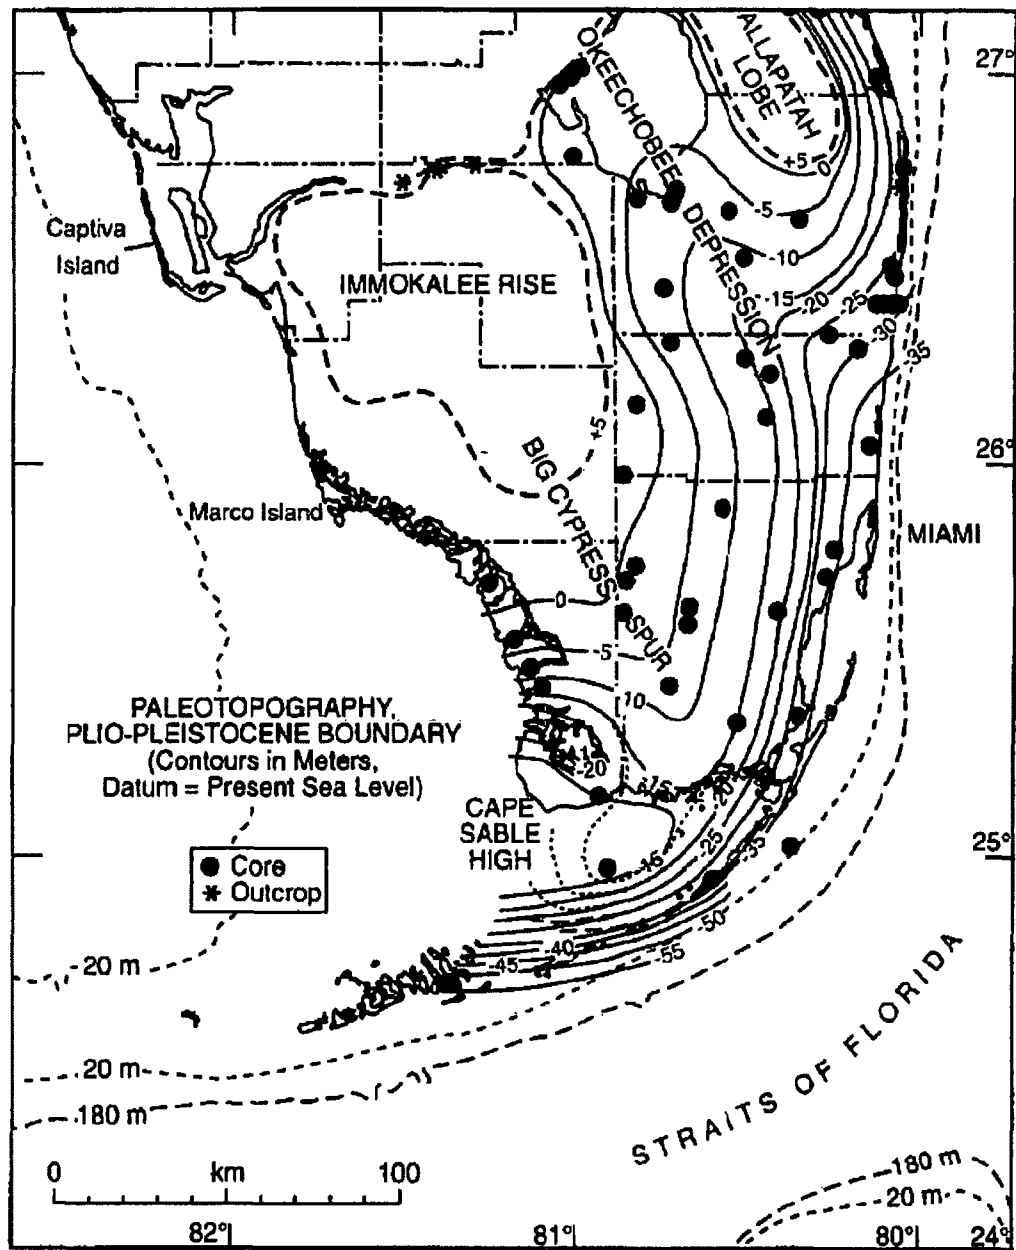 27°
OKEECHOBEE DEPRESSION
ALLAPATAH
LOBE
+5
0
-5
-10
-15
-20
-25
-30
-35
Captiva
Island
IMMOKALEE RISE
+5
26°
BIG CYPRESS SPUR
Marco Island
MIAMI
0
-5
10
PALEOTOPOGRAPHY,
PLIO-PLEISTOCENE BOUNDARY
(Contours in Meters,
Datum = Present Sea Level)
-20
-15
-20
CAPE
SABLE
HIGH
-25
-35
-16
25°
Core
Outcrop
-50
-40
-45
-55
20 m
20 m
180 m
STRAITS OF FLORIDA
0 km 100
180 m
20 m
82°
81°
80°
24°